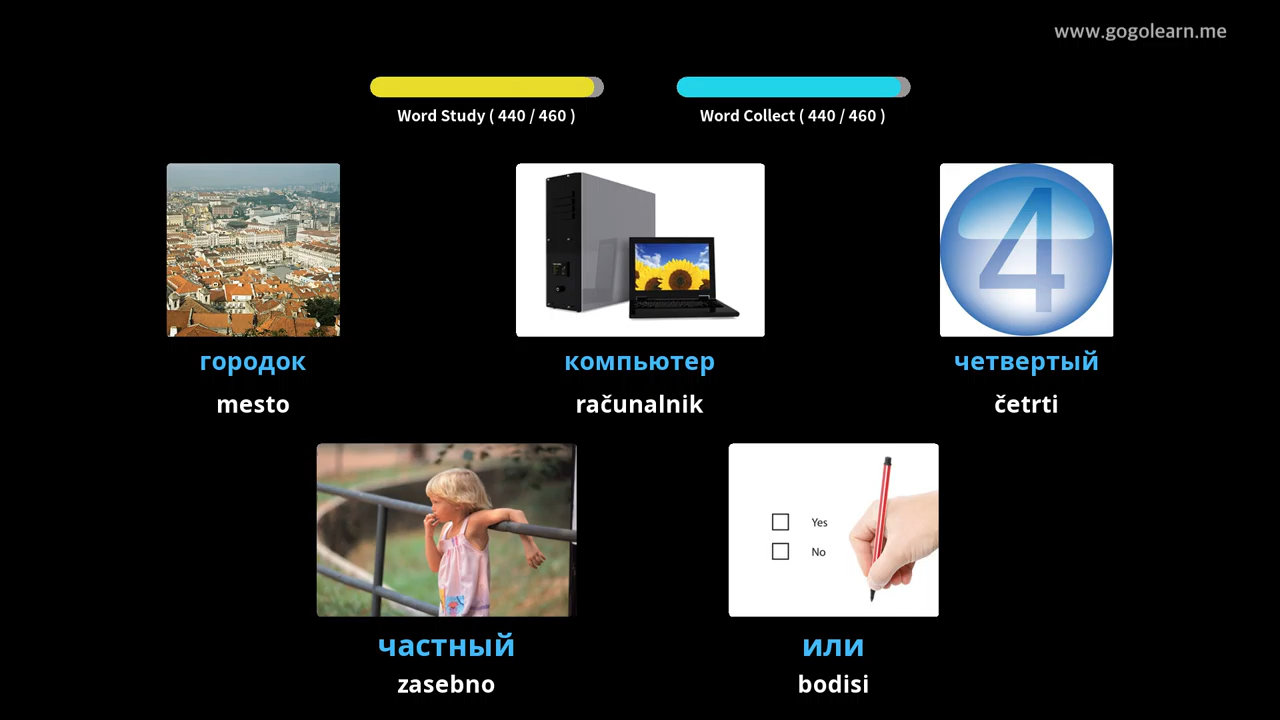 www.gogolearn.me
Word Study ( 440 / 460 )
Word Collect ( 440 / 460 )
4
городок
компьютер
четвертый
mesto
računalnik
četrti
Yes
No
частный
или
zasebno
bodisi